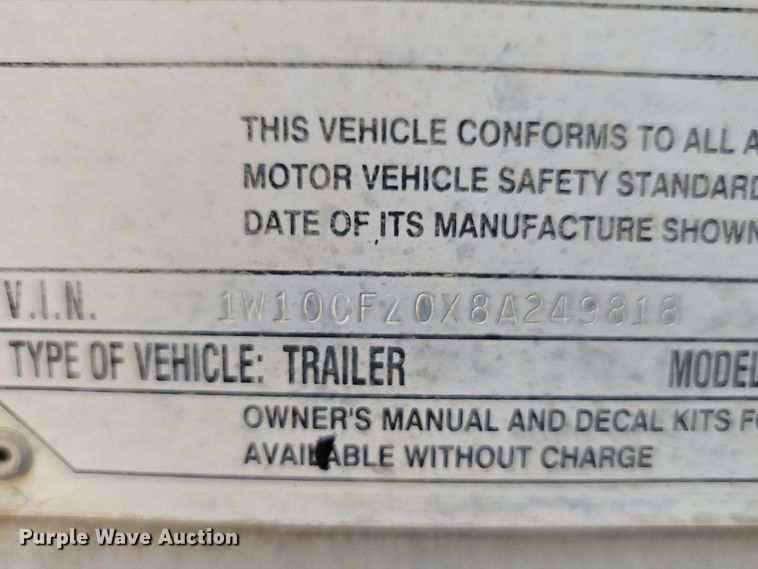 THIS VEHICLE CONFORMS TO ALL A
MOTOR VEHICLE SAFETY STANDARD
DATE OF ITS MANUFACTURE SHOWN
V.I.N. 1W10CFZ0X8A249818
TYPE OF VEHICLE: TRAILER MODEL
OWNER'S MANUAL AND DECAL KITS FO
AVAILABLE WITHOUT CHARGE
Purple Wave Auction